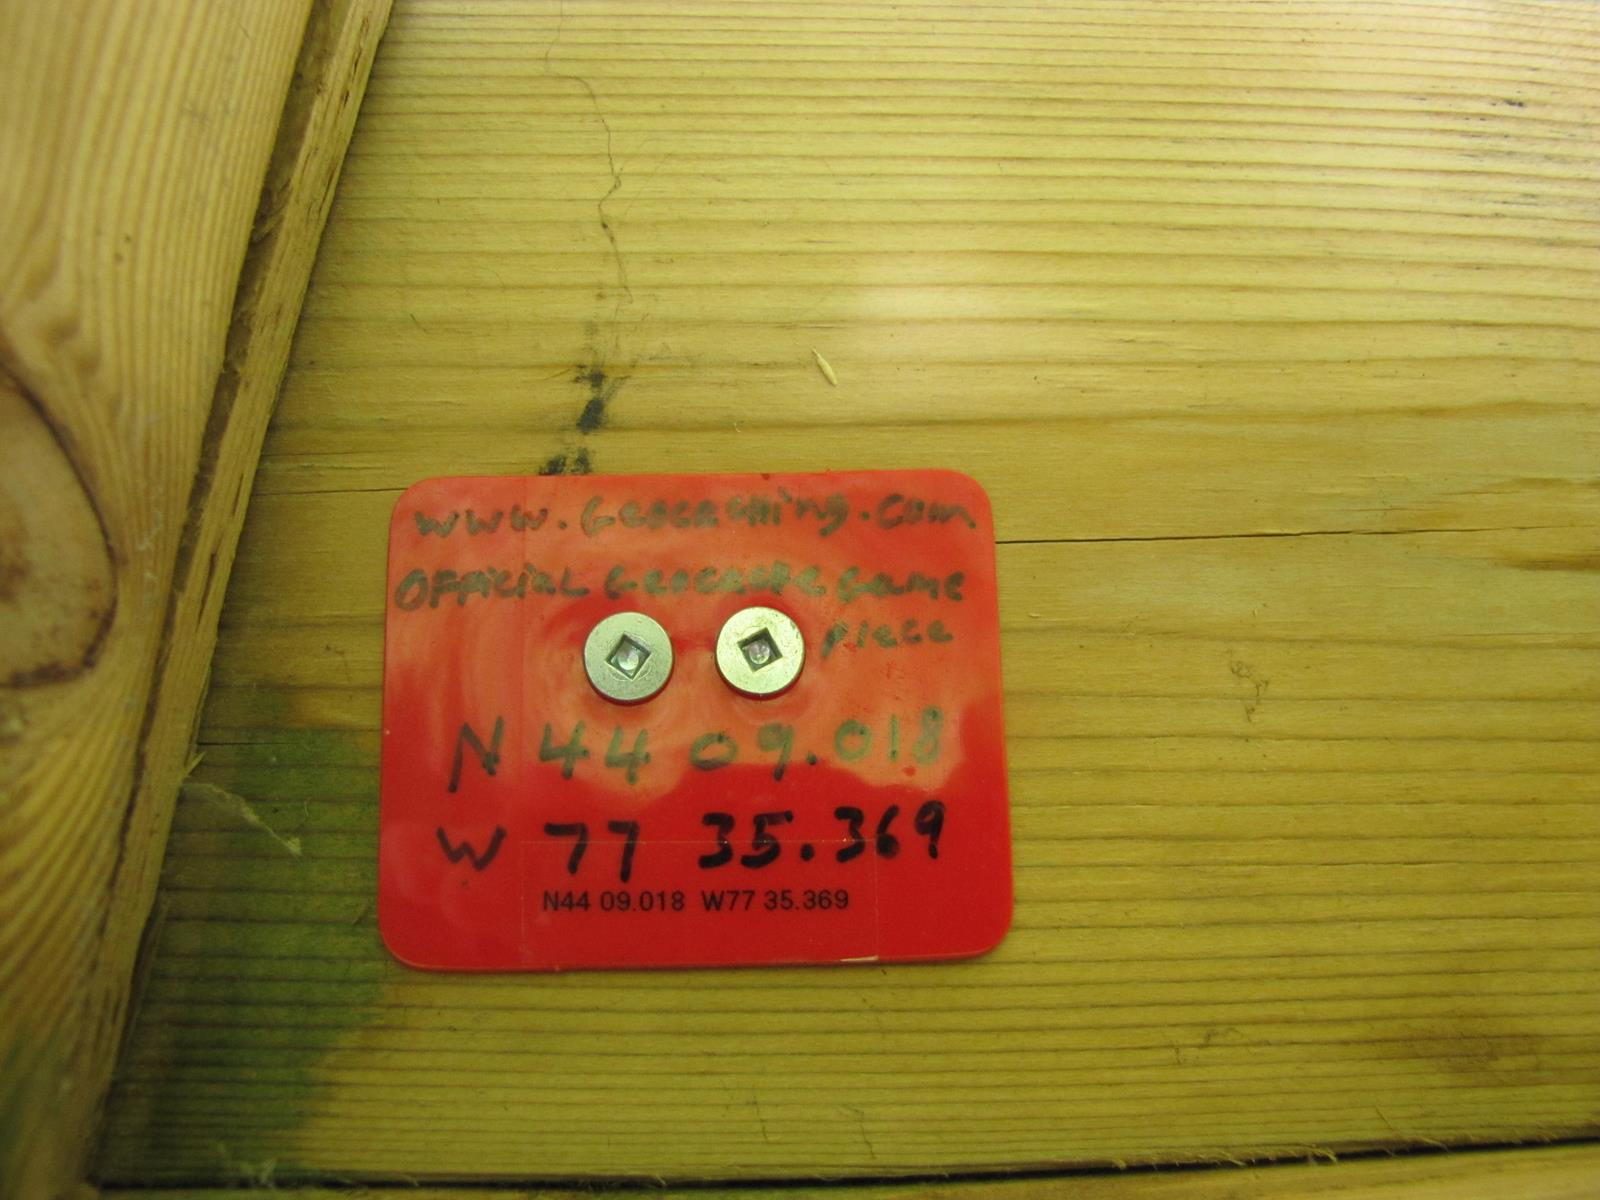 www.Geocaching.com
OFFiciaL Geocache Game
piece
N 44 09.018
W 77 35.369
N44 09.018 W77 35.369